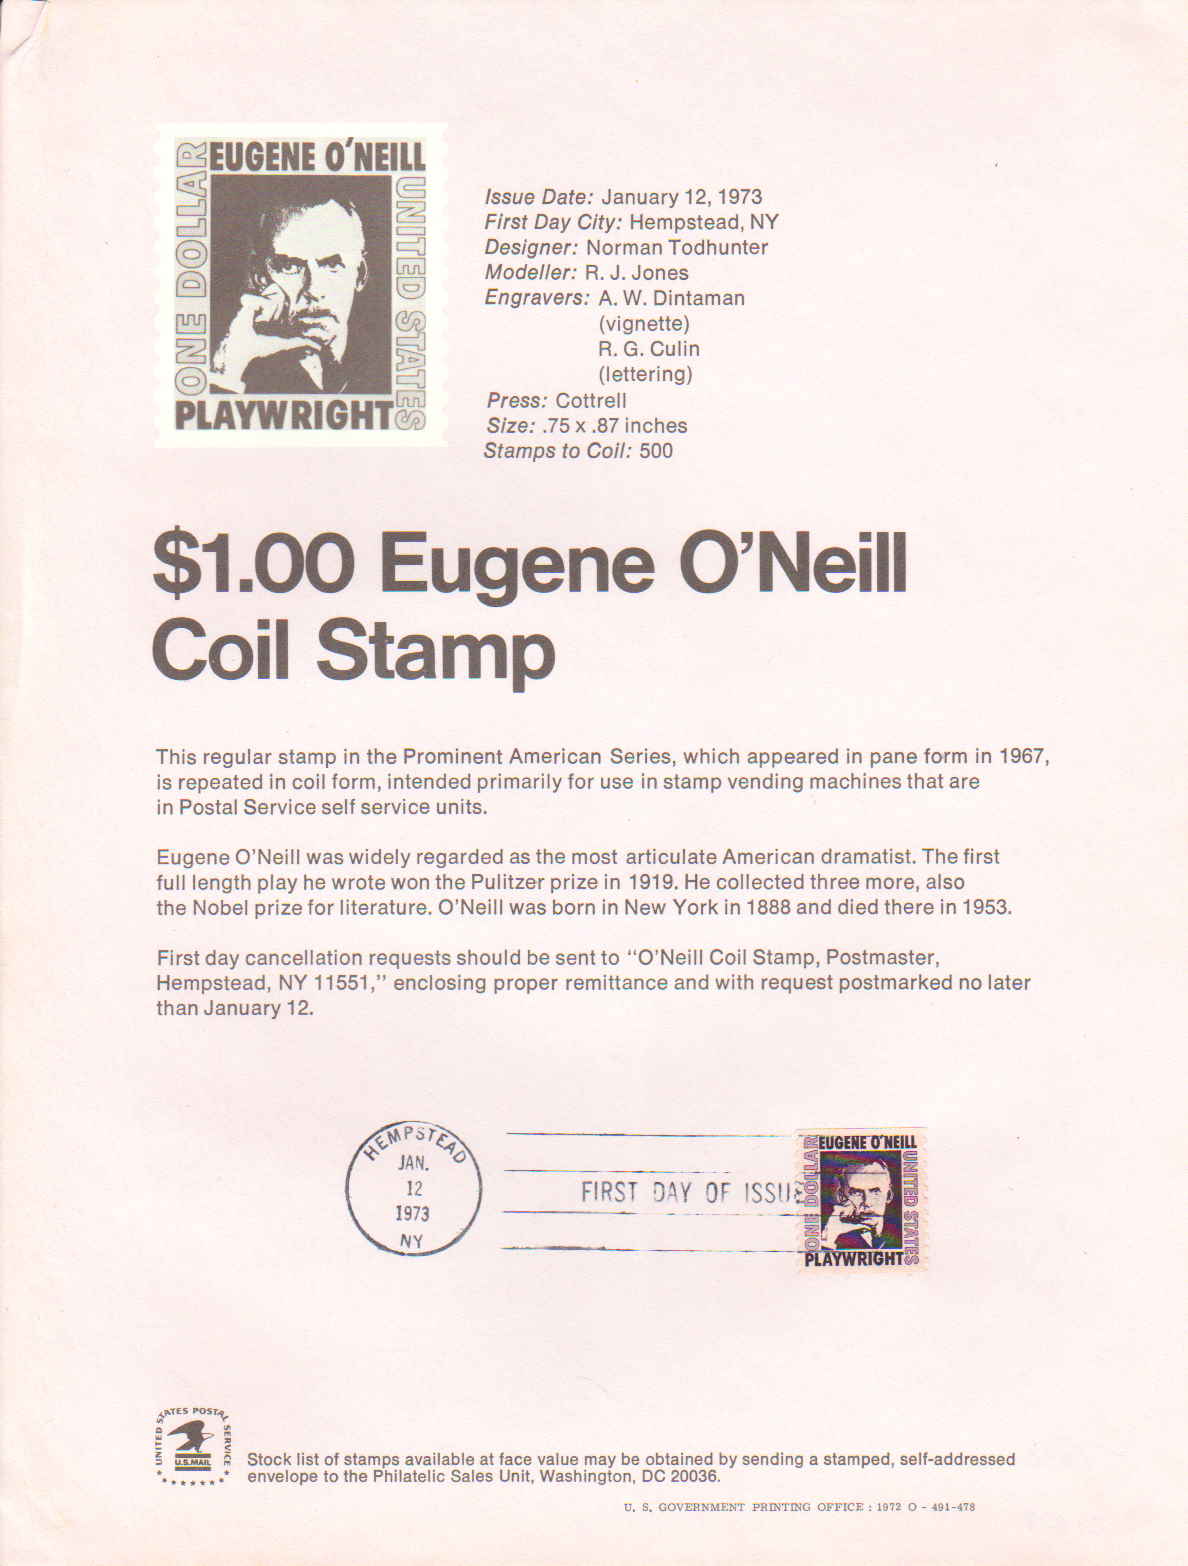 EUGENE O'NEILL
ONE DOLLAR
UNITED STATES
PLAYWRIGHT
Issue Date: January 12, 1973
First Day City: Hempstead, NY
Designer: Norman Todhunter
Modeller: R. J. Jones
Engravers: A. W. Dintaman
(vignette)
R. G. Culin
(lettering)
Press: Cottrell
Size: .75 x .87 inches
Stamps to Coil: 500
$1.00 Eugene O'Neill
Coil Stamp
This regular stamp in the Prominent American Series, which appeared in pane form in 1967,
is repeated in coil form, intended primarily for use in stamp vending machines that are
in Postal Service self service units.
Eugene O'Neill was widely regarded as the most articulate American dramatist. The first
full length play he wrote won the Pulitzer prize in 1919. He collected three more, also
the Nobel prize for literature. O'Neill was born in New York in 1888 and died there in 1953.
First day cancellation requests should be sent to "O'Neill Coil Stamp, Postmaster,
Hempstead, NY 11551," enclosing proper remittance and with request postmarked no later
than January 12.
HEMPSTEAD
JAN.
12
1973
NY
FIRST DAY OF ISSUE
EUGENE O'NEILL
ONE DOLLAR
UNITED STATES
PLAYWRIGHT
UNITED STATES POSTAL SERVICE
U.S.MAIL
Stock list of stamps available at face value may be obtained by sending a stamped, self-addressed
envelope to the Philatelic Sales Unit, Washington, DC 20036.
U. S. GOVERNMENT PRINTING OFFICE : 1972 O - 491-478